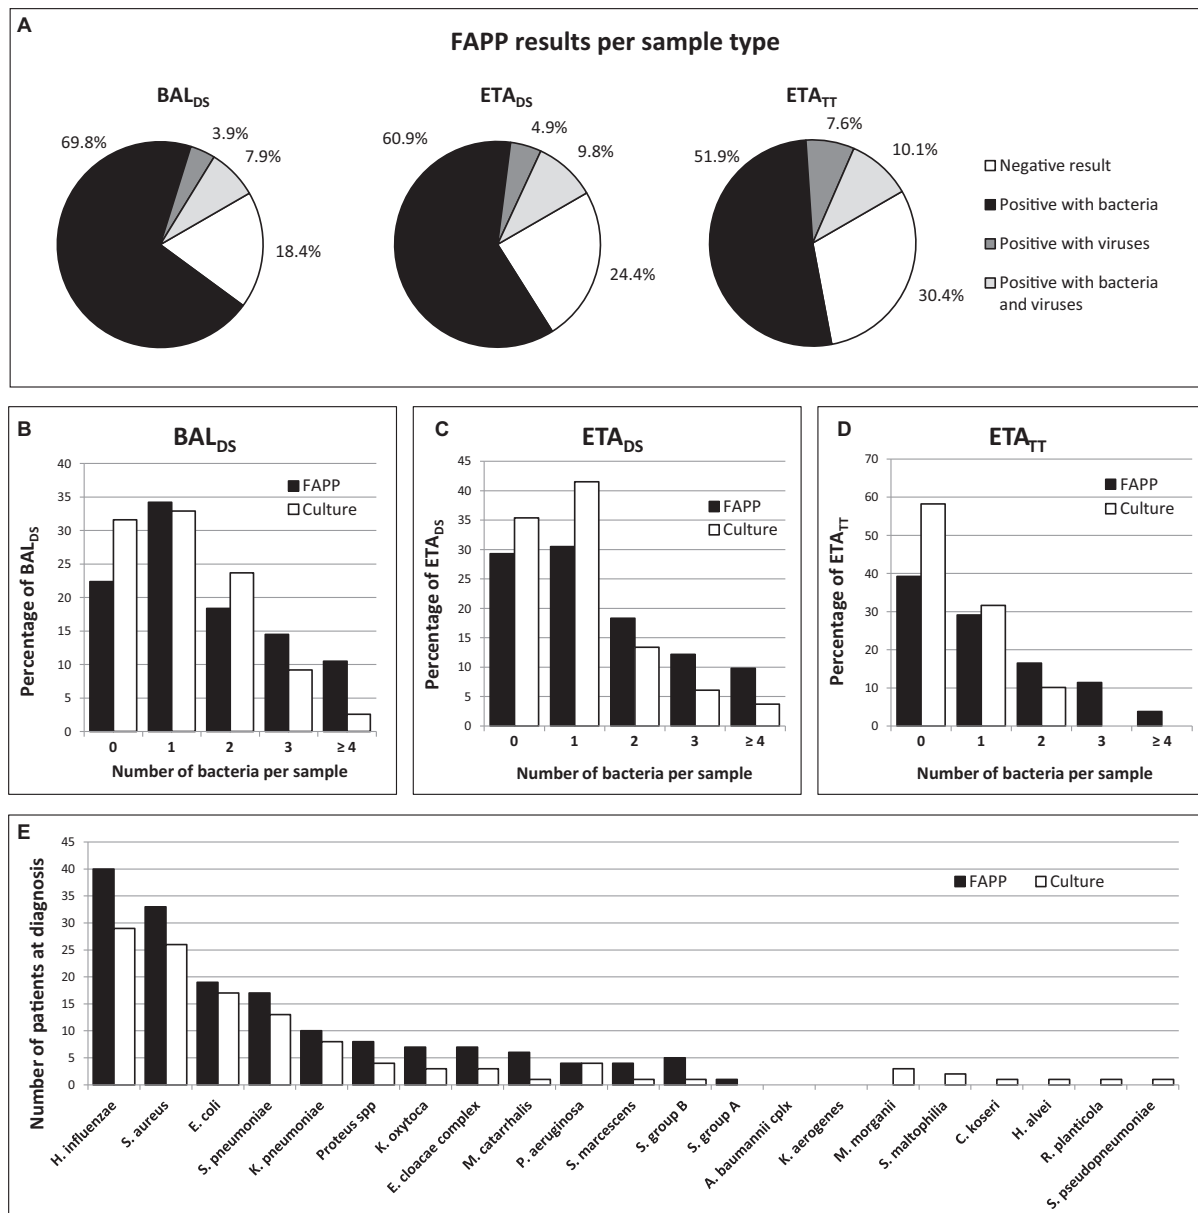 A
FAPP results per sample type
BALDS
ETADS
ETATT
69.8%
3.9%
7.9%
18.4%
60.9%
4.9%
9.8%
24.4%
51.9%
7.6%
10.1%
30.4%
Negative result
Positive with bacteria
Positive with viruses
Positive with bacteria
and viruses
B
BALDS
Percentage of BALDS
40
35
30
25
20
15
10
5
0
FAPP
Culture
0 1 2 3 ≥ 4
Number of bacteria per sample
C
ETADS
Percentage of ETADS
45
40
35
30
25
20
15
10
5
0
FAPP
Culture
0 1 2 3 ≥ 4
Number of bacteria per sample
D
ETATT
Percentage of ETATT
70
60
50
40
30
20
10
0
FAPP
Culture
0 1 2 3 ≥ 4
Number of bacteria per sample
E
Number of patients at diagnosis
45
40
35
30
25
20
15
10
5
0
FAPP Culture
H. influenzae
S. aureus
E. coli
S. pneumoniae
K. pneumoniae
Proteus spp
K. oxytoca
E. cloacae complex
M. catarrhalis
P. aeruginosa
S. marcescens
S. group B
S. group A
A. baumannii cplx
K. aerogenes
M. morganii
S. maltophilia
C. koseri
H. alvei
R. planticola
S. pseudopneumoniae